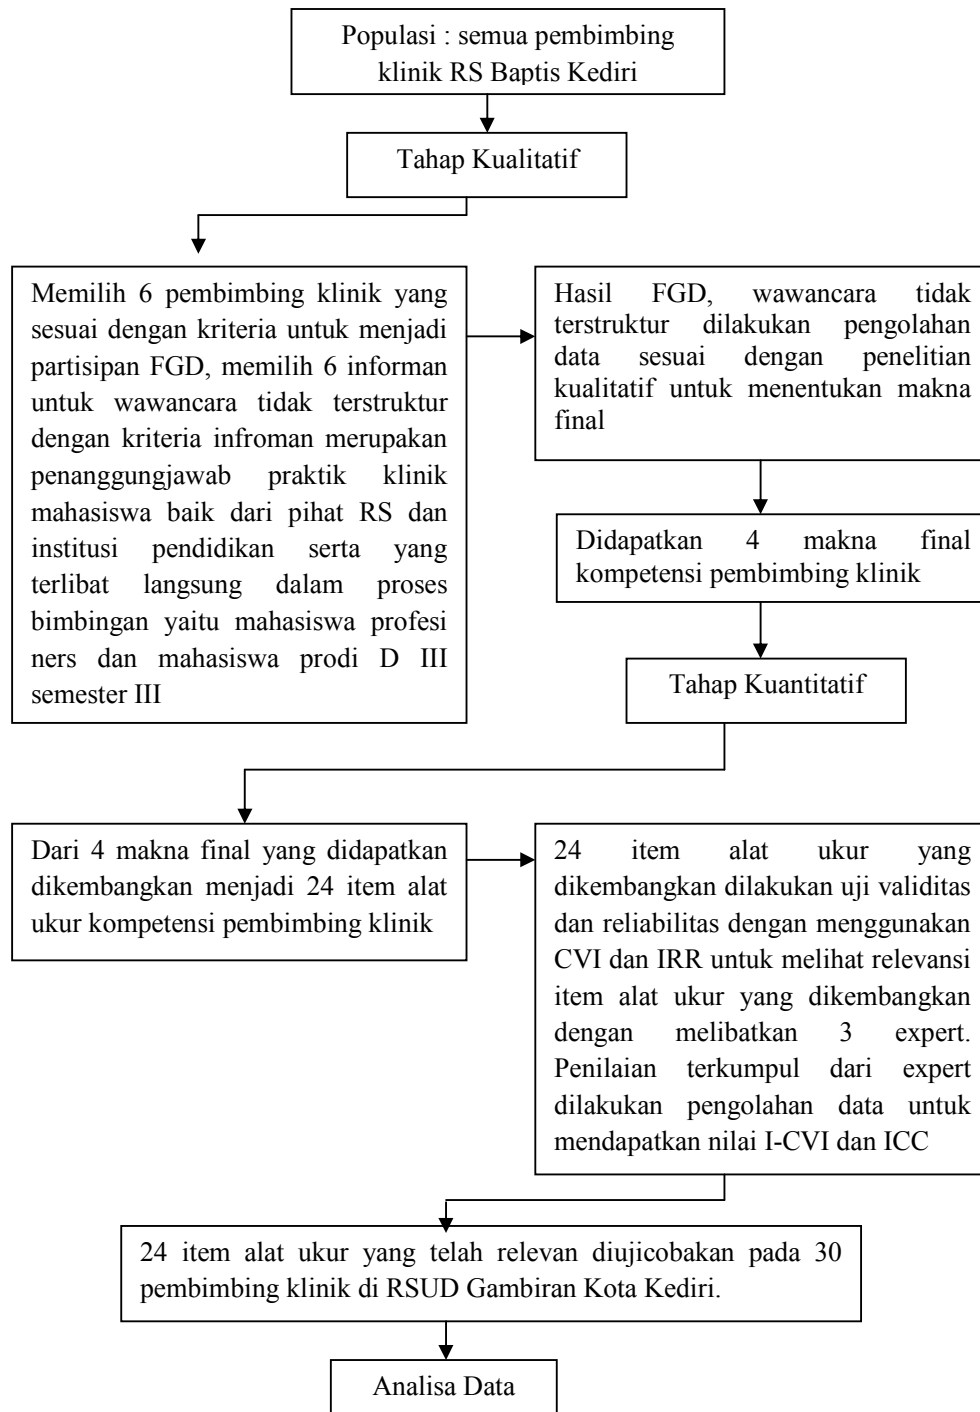 Populasi : semua pembimbing
klinik RS Baptis Kediri
Tahap Kualitatif
Memilih 6 pembimbing klinik yang
sesuai dengan kriteria untuk menjadi
partisipan FGD, memilih 6 informan
untuk wawancara tidak terstruktur
dengan kriteria infroman merupakan
penanggungjawab praktik klinik
mahasiswa baik dari pihat RS dan
institusi pendidikan serta yang
terlibat langsung dalam proses
bimbingan yaitu mahasiswa profesi
ners dan mahasiswa prodi D III
semester III
Hasil FGD, wawancara tidak
terstruktur dilakukan pengolahan
data sesuai dengan penelitian
kualitatif untuk menentukan makna
final
Didapatkan 4 makna final
kompetensi pembimbing klinik
Tahap Kuantitatif
Dari 4 makna final yang didapatkan
dikembangkan menjadi 24 item alat
ukur kompetensi pembimbing klinik
24 item alat ukur yang
dikembangkan dilakukan uji validitas
dan reliabilitas dengan menggunakan
CVI dan IRR untuk melihat relevansi
item alat ukur yang dikembangkan
dengan melibatkan 3 expert.
Penilaian terkumpul dari expert
dilakukan pengolahan data untuk
mendapatkan nilai I-CVI dan ICC
24 item alat ukur yang telah relevan diujicobakan pada 30
pembimbing klinik di RSUD Gambiran Kota Kediri.
Analisa Data